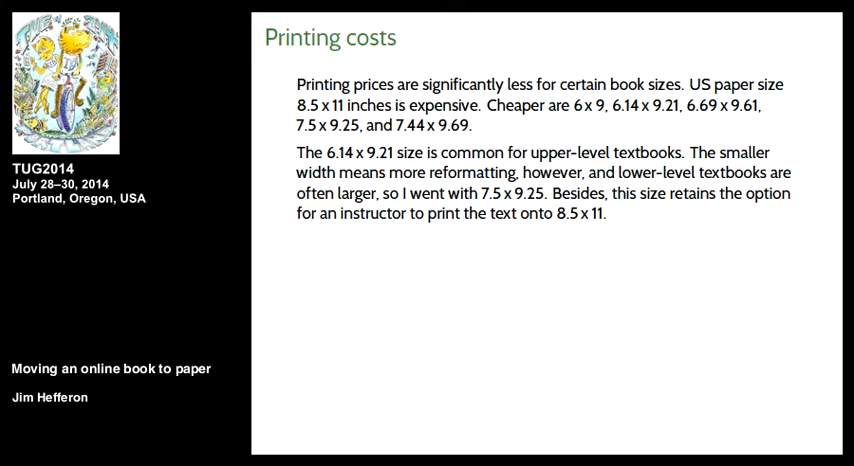 TUG2014
July 28–30, 2014
Portland, Oregon, USA
Moving an online book to paper
Jim Hefferon
Printing costs
Printing prices are significantly less for certain book sizes. US paper size
8.5 x 11 inches is expensive. Cheaper are 6 x 9, 6.14 x 9.21, 6.69 x 9.61,
7.5 x 9.25, and 7.44 x 9.69.
The 6.14 x 9.21 size is common for upper-level textbooks. The smaller
width means more reformatting, however, and lower-level textbooks are
often larger, so I went with 7.5 x 9.25. Besides, this size retains the option
for an instructor to print the text onto 8.5 x 11.